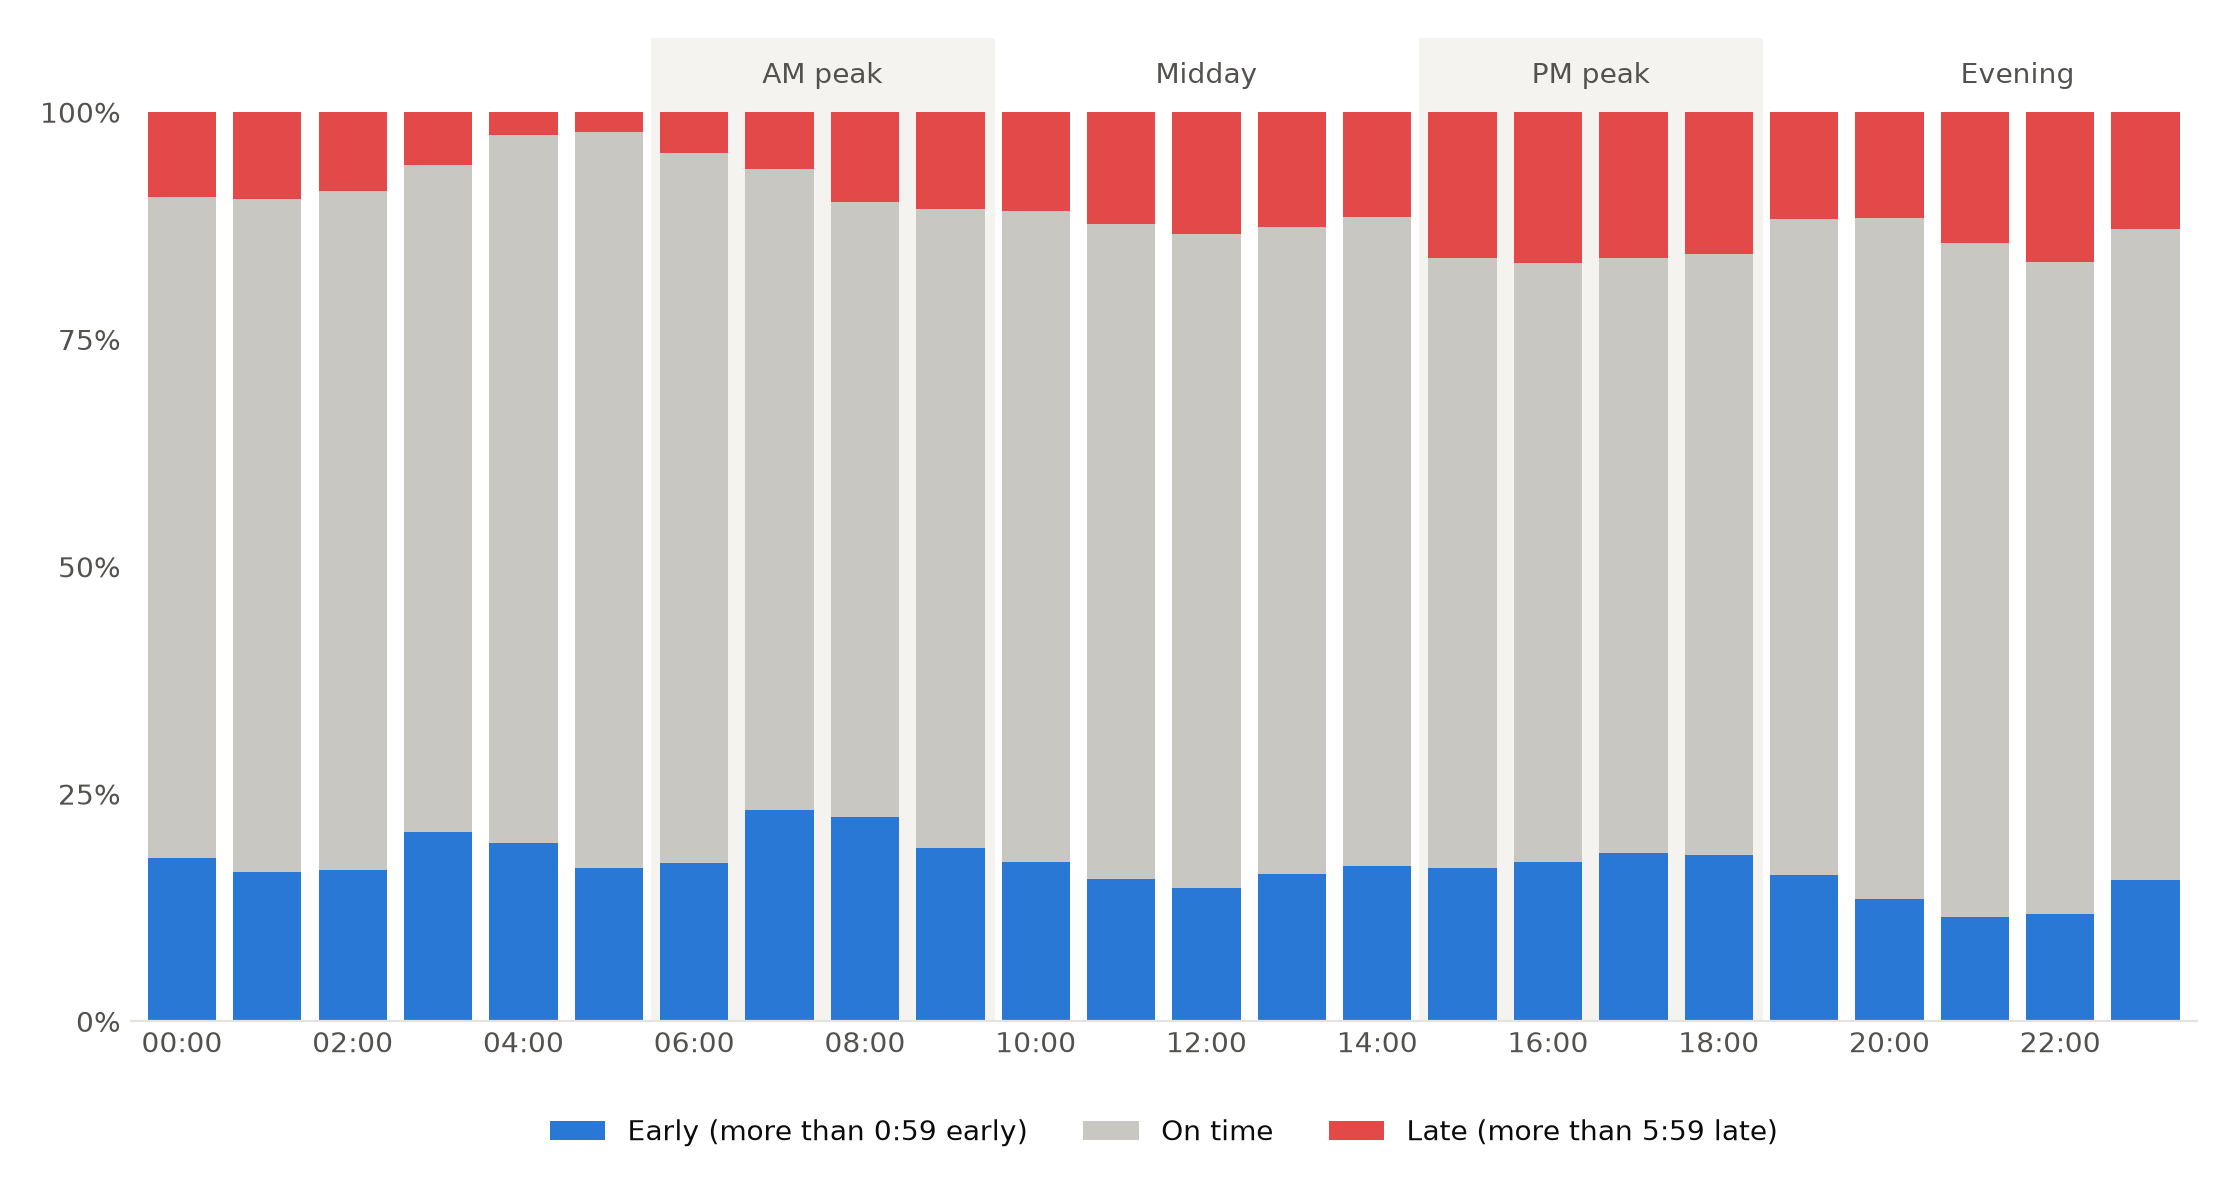 AM peak Midday PM peak Evening
100%
75%
50%
25%
0%
00:00 02:00 04:00 06:00 08:00 10:00 12:00 14:00 16:00 18:00 20:00 22:00
Early (more than 0:59 early) On time Late (more than 5:59 late)